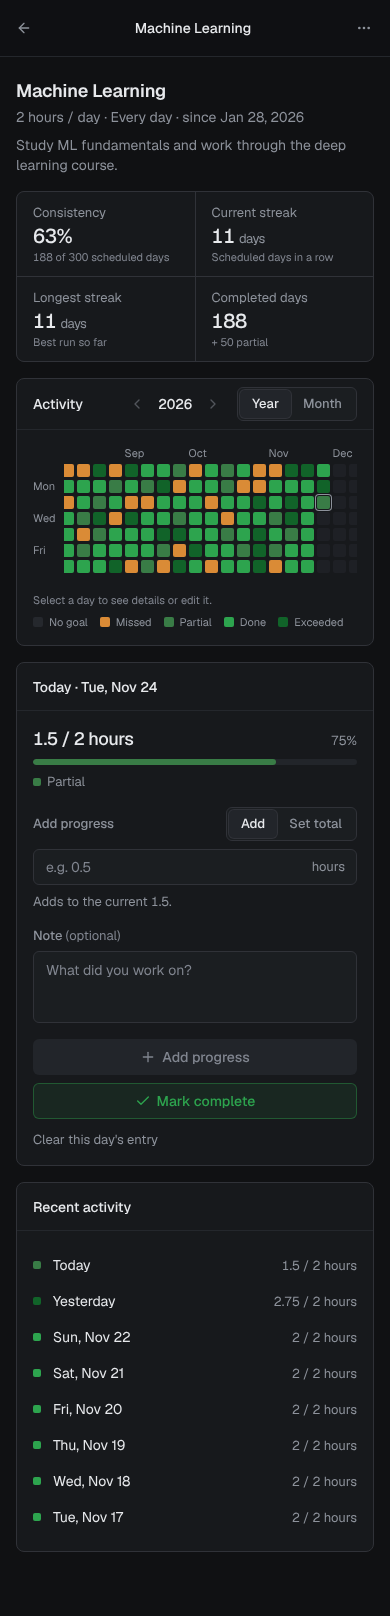 Machine Learning
Machine Learning
2 hours / day · Every day · since Jan 28, 2026
Study ML fundamentals and work through the deep
learning course.
Consistency
63%
188 of 300 scheduled days
Current streak
11 days
Scheduled days in a row
Longest streak
11 days
Best run so far
Completed days
188
+ 50 partial
Activity
2026
Year
Month
Sep Oct Nov Dec
Mon
Wed
Fri
Select a day to see details or edit it.
No goal Missed Partial Done Exceeded
Today · Tue, Nov 24
1.5 / 2 hours 75%
Partial
Add progress Add Set total
e.g. 0.5 hours
Adds to the current 1.5.
Note (optional)
What did you work on?
Add progress
Mark complete
Clear this day's entry
Recent activity
Today 1.5 / 2 hours
Yesterday 2.75 / 2 hours
Sun, Nov 22 2 / 2 hours
Sat, Nov 21 2 / 2 hours
Fri, Nov 20 2 / 2 hours
Thu, Nov 19 2 / 2 hours
Wed, Nov 18 2 / 2 hours
Tue, Nov 17 2 / 2 hours